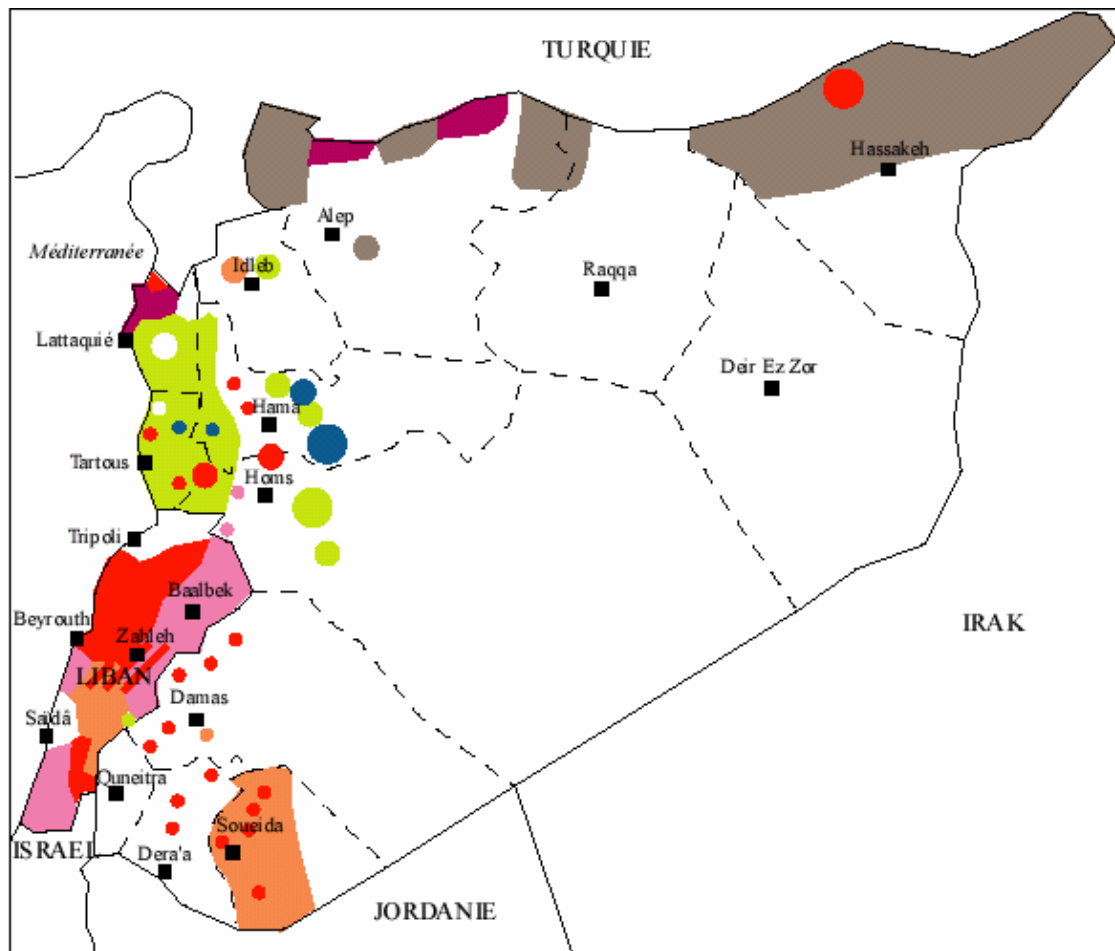 TURQUIE
Hassakeh
Alep
Méditerranée
Idleb
Raqqa
Lattaquié
Deir Ez Zor
Hama
Tartous
Homs
Tripoli
Baalbek
Beyrouth
IRAK
Zahleh
LIBAN
Damas
Saïdâ
Quneitra
Soueida
ISRAEL
Dera'a
JORDANIE